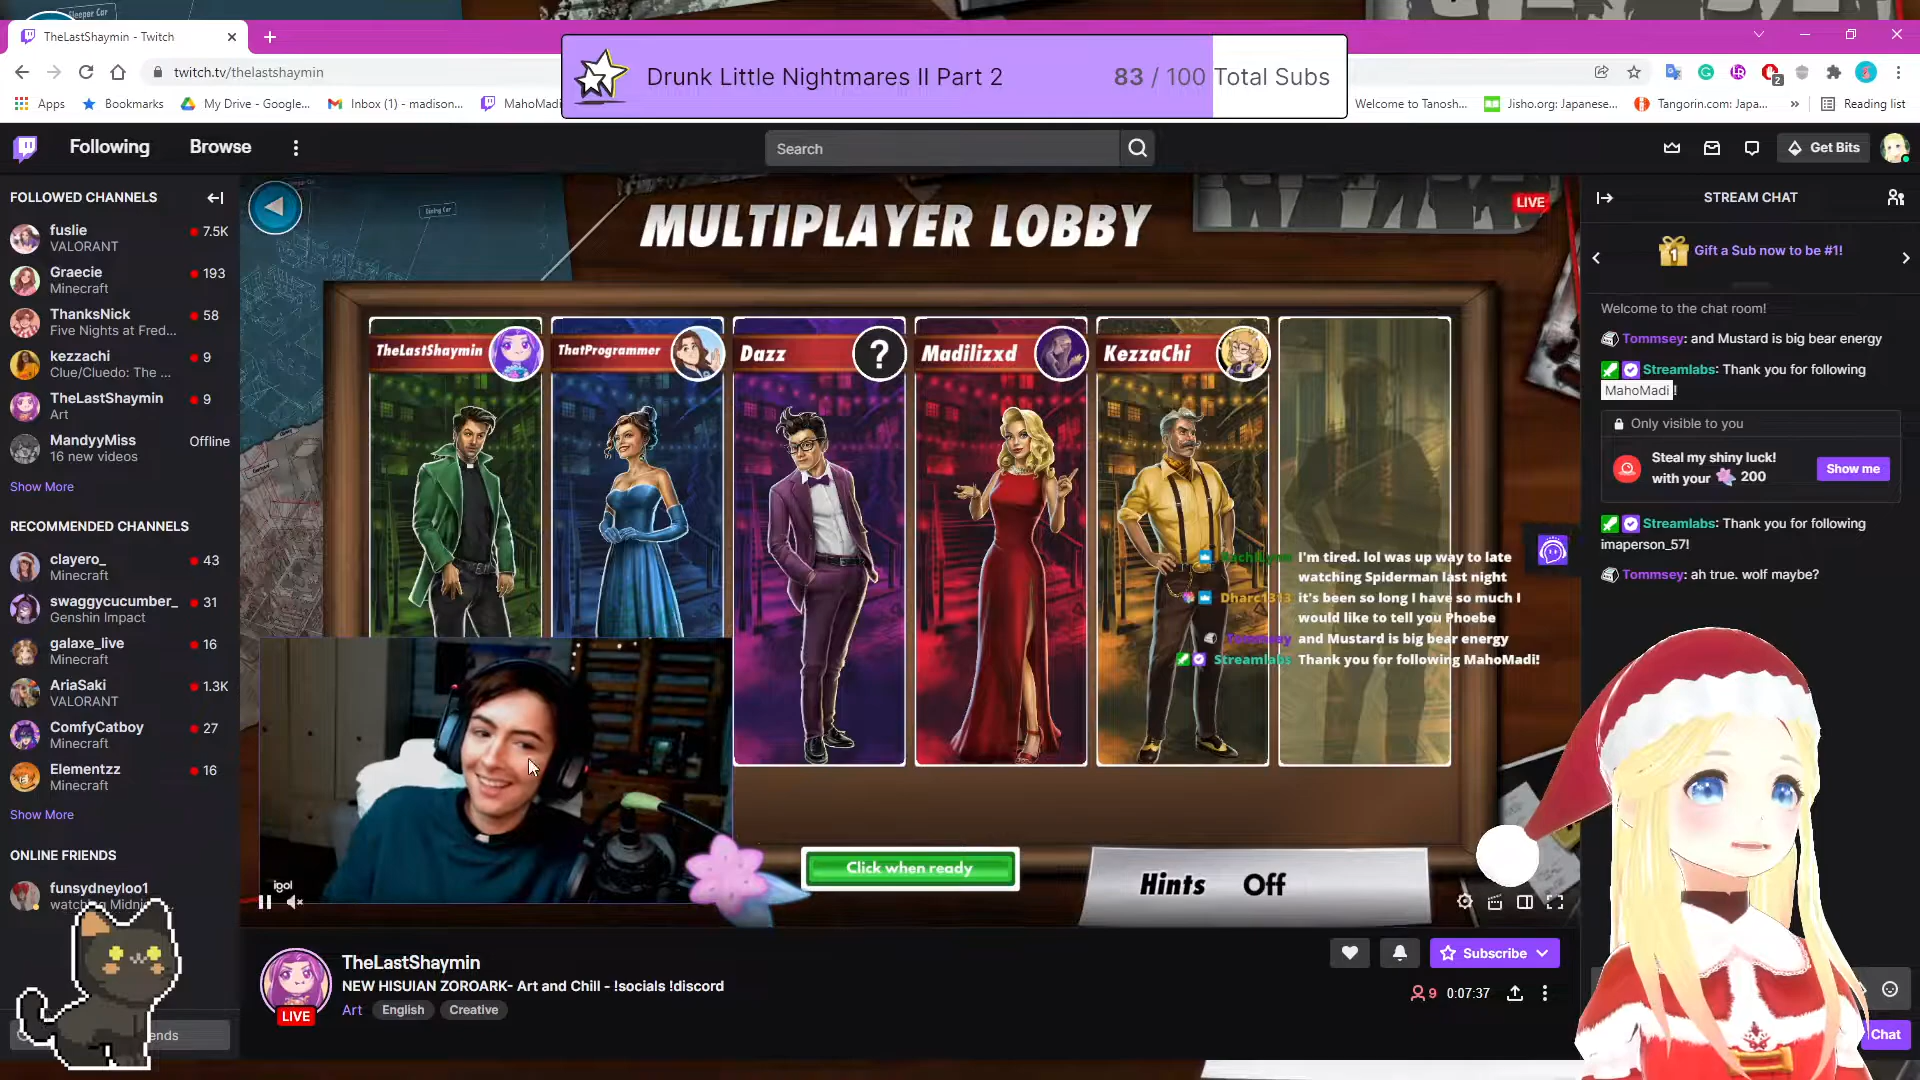 Sleeper Car
TheLastShaymin - Twitch
twitch.tv/thelastshaymin
Drunk Little Nightmares II Part 2
83 / 100 Total Subs
2
Apps
Bookmarks
My Drive - Google...
Inbox (1) - madison...
Welcome to Tanosh...
Jisho.org: Japanese...
Tangorin.com: Japa...
»
Reading list
Following
Browse
Search
Get Bits
FOLLOWED CHANNELS
fuslie
VALORANT
7.5K
Graecie
Minecraft
193
ThanksNick
Five Nights at Fred...
58
kezzachi
Clue/Cluedo: The ...
9
TheLastShaymin
Art
9
MandyyMiss
16 new videos
Offline
Show More
RECOMMENDED CHANNELS
clayero_
Minecraft
43
swaggycucumber_
Genshin Impact
31
galaxe_live
Minecraft
16
AriaSaki
VALORANT
1.3K
ComfyCatboy
Minecraft
27
Elementzz
Minecraft
16
Show More
ONLINE FRIENDS
funsydneyloo1
Dining Car
MULTIPLAYER LOBBY
LIVE
TheLastShaymin
ThatProgrammer
Dazz
?
Madilizxd
KezzaChi
I'm tired. lol was up way to late
watching Spiderman last night
Dharc1313 it's been so long I have so much I
would like to tell you Phoebe
Tommsey and Mustard is big bear energy
Streamlabs Thank you for following MahoMadi!
igol
Click when ready
Hints Off
TheLastShaymin
NEW HISUIAN ZOROARK- Art and Chill - !socials !discord
Art
English
Creative
LIVE
Subscribe
9
0:07:37
STREAM CHAT
1
Gift a Sub now to be #1!
Welcome to the chat room!
Tommsey: and Mustard is big bear energy
Streamlabs: Thank you for following
MahoMadi !
Only visible to you
Steal my shiny luck!
with your 200
Show me
Streamlabs: Thank you for following
imaperson_57!
Tommsey: ah true. wolf maybe?
Chat